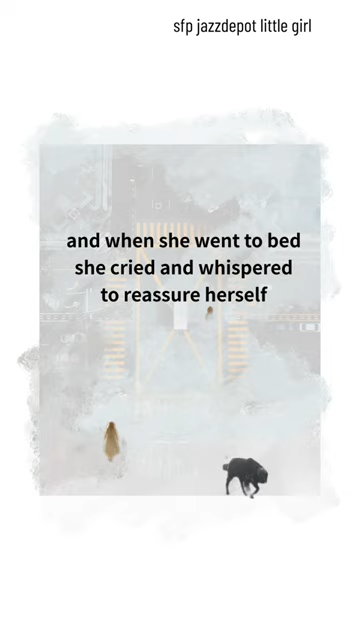 sfp jazzdepot little girl
and when she went to bed
she cried and whispered
to reassure herself